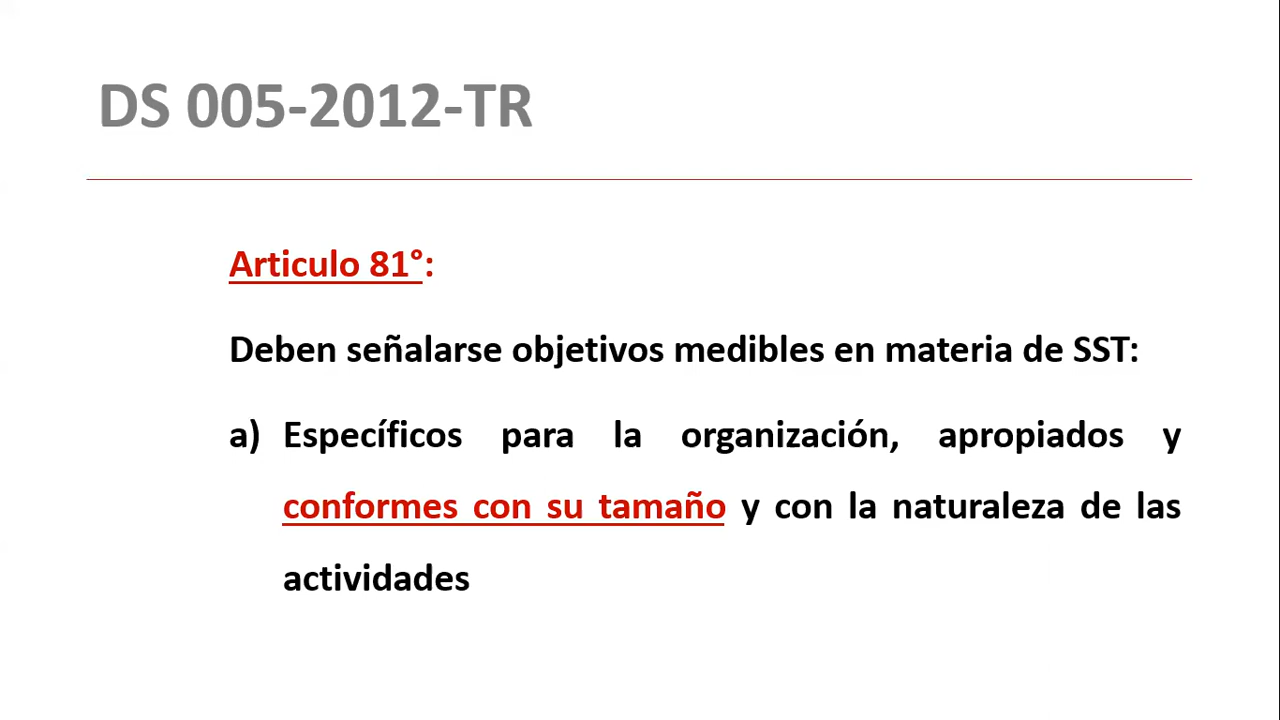 DS 005-2012-TR
Articulo 81°:
Deben señalarse objetivos medibles en materia de SST:
a) Específicos para la organización, apropiados y
conformes con su tamaño y con la naturaleza de las
actividades